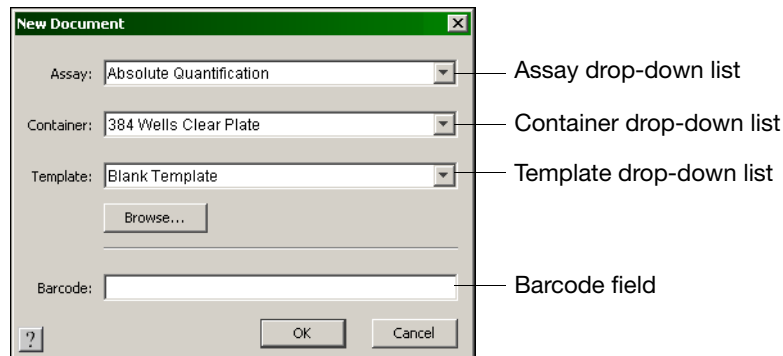 New Document
Assay: Absolute Quantification
Assay drop-down list
Container: 384 Wells Clear Plate
Container drop-down list
Template: Blank Template
Template drop-down list
Browse...
Barcode:
Barcode field
?
OK
Cancel